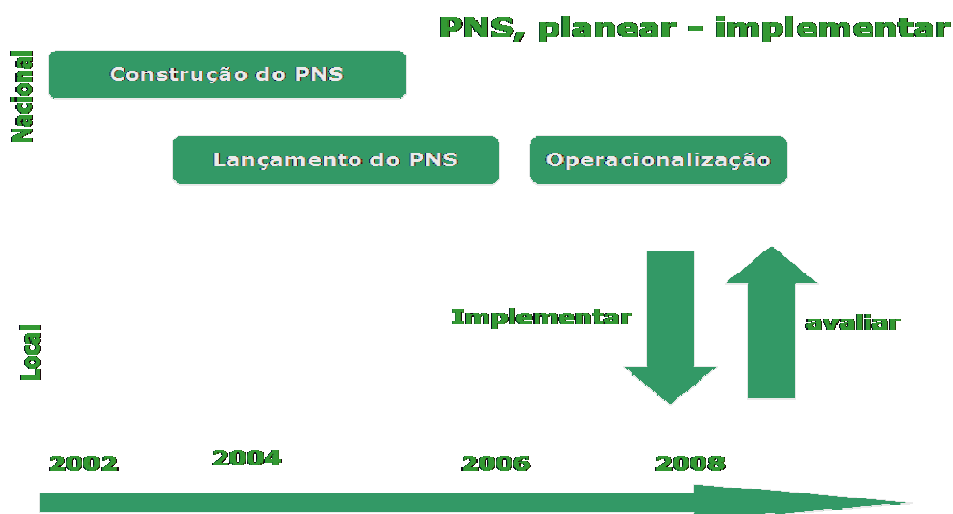 PNS, planear - implementar
Nacional
Construção do PNS
Lançamento do PNS
Operacionalização
Implementar
avaliar
Local
2002
2004
2006
2008